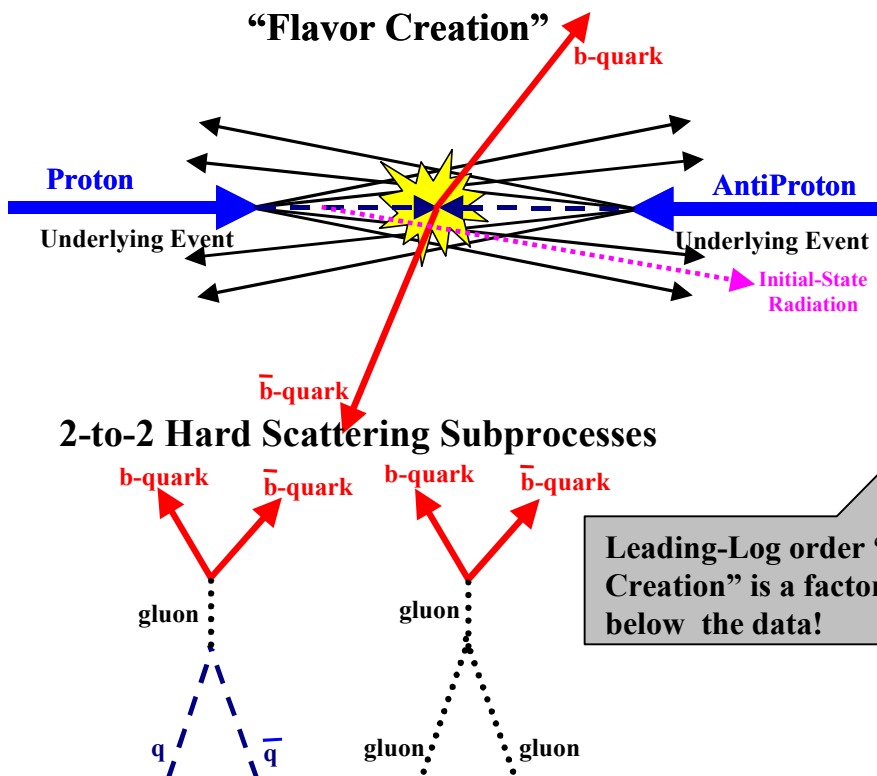 “Flavor Creation”
b-quark
Proton
AntiProton
Underlying Event
Underlying Event
Initial-State
Radiation
b̅-quark
2-to-2 Hard Scattering Subprocesses
b-quark
b̅-quark
b-quark
b̅-quark
Leading-Log order “
Creation” is a factor
below the data!
gluon
gluon
q
q̅
gluon
gluon